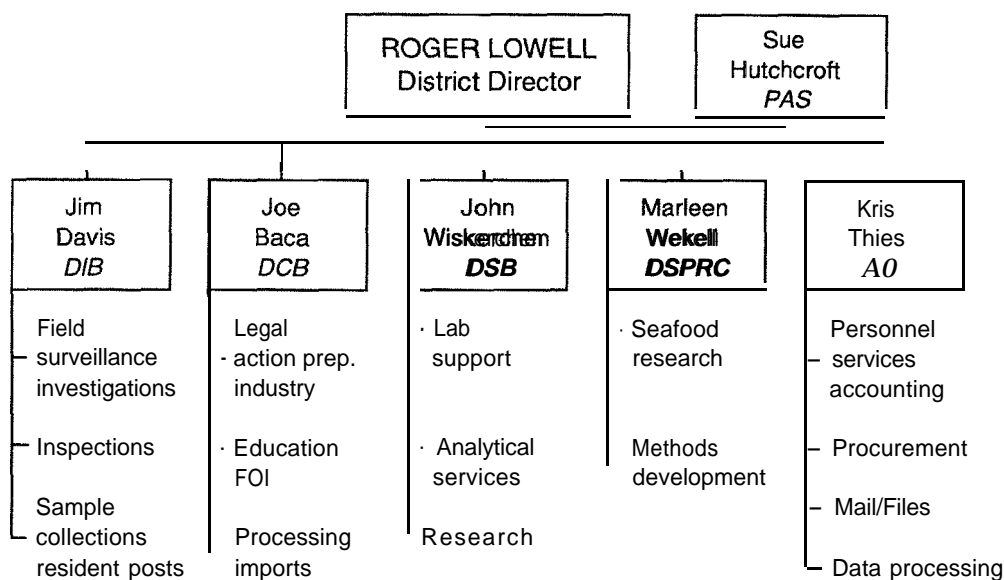 ROGER LOWELL
District Director
Sue
Hutchcroft
PAS
Jim
Davis
DIB
Joe
Baca
DCB
John
Wiskerchen
DSB
Marleen
Wekell
DSPRC
Kris
Thies
A0
Field
surveillance
investigations
Inspections
Sample
collections
resident posts
Legal
- action prep.
industry
· Education
FOI
Processing
imports
· Lab
support
· Analytical
services
Research
· Seafood
research
Methods
development
Personnel
services
accounting
Procurement
Mail/Files
Data processing